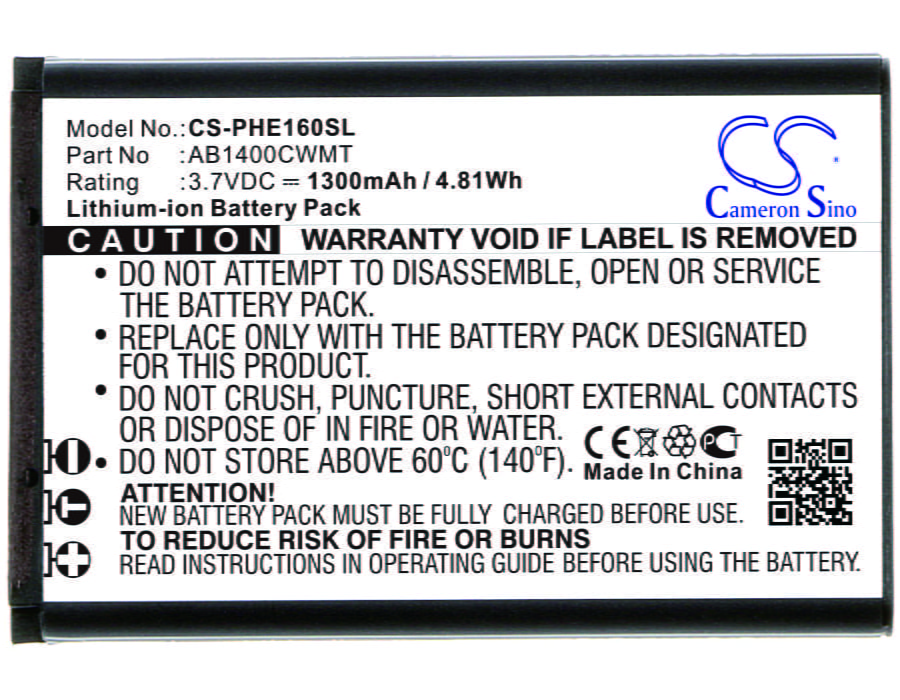 Model No.: CS-PHE160SL
Part No :AB1400CWMT
Rating :3.7VDC ⎓ 1300mAh / 4.81Wh
Lithium-ion Battery Pack
Cameron Sino
CAUTION WARRANTY VOID IF LABEL IS REMOVED
• DO NOT ATTEMPT TO DISASSEMBLE, OPEN OR SERVICE
THE BATTERY PACK.
• REPLACE ONLY WITH THE BATTERY PACK DESIGNATED
FOR THIS PRODUCT.
• DO NOT CRUSH, PUNCTURE, SHORT EXTERNAL CONTACTS
OR DISPOSE OF IN FIRE OR WATER.
• DO NOT STORE ABOVE 60°C (140°F).
CE PCT
Made In China
ATTENTION!
NEW BATTERY PACK MUST BE FULLY CHARGED BEFORE USE.
TO REDUCE RISK OF FIRE OR BURNS
READ INSTRUCTIONS IN OPERATING GUIDE BEFORE USING THE BATTERY.